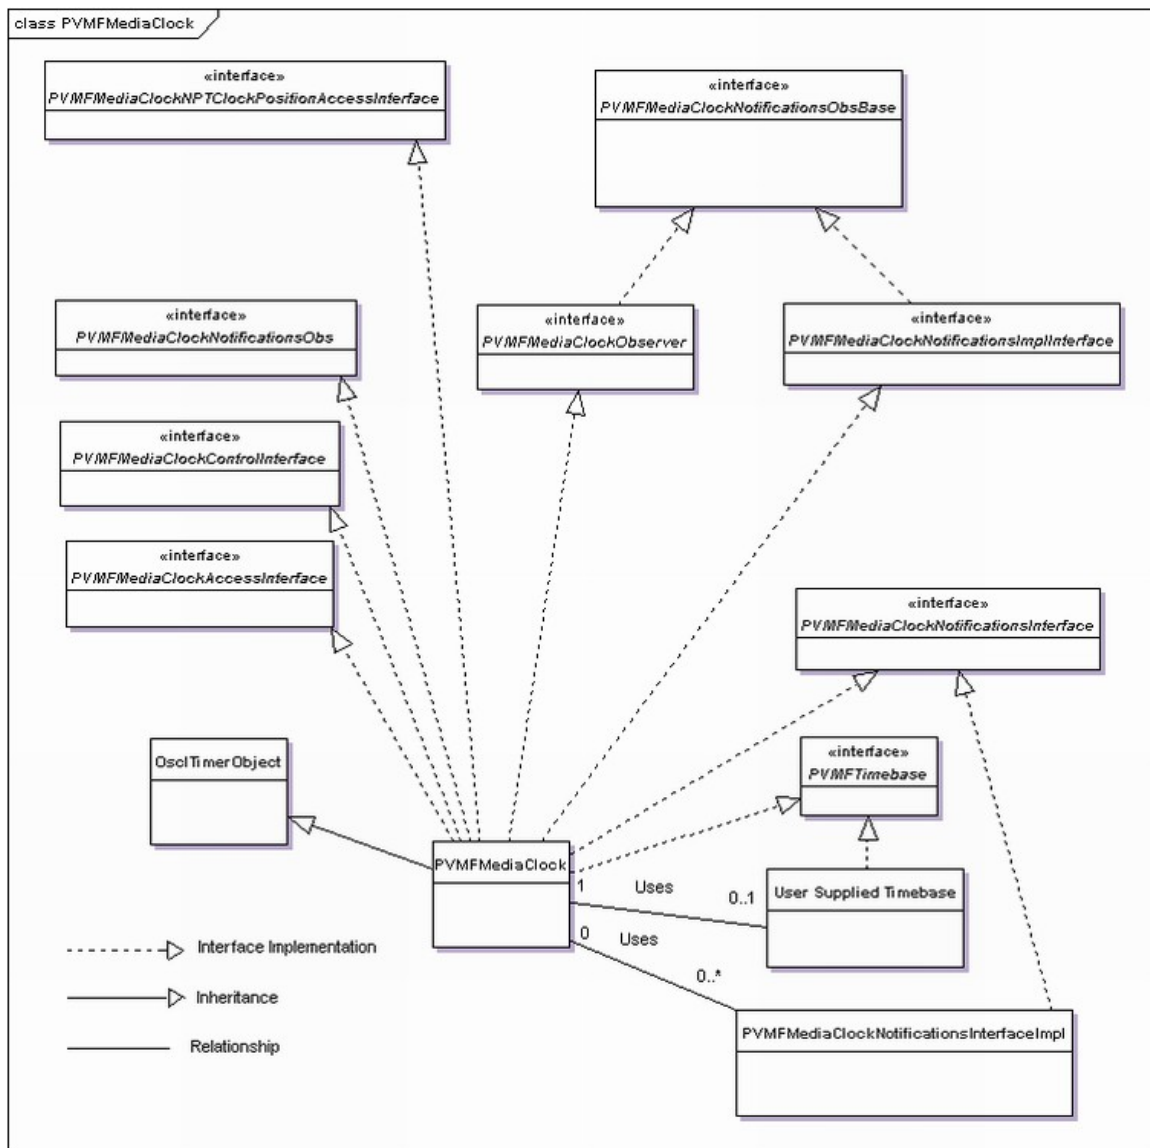 class PVMFMediaClock
«interface»
PVMFMediaClockNPTClockPositionAccessInterface
«interface»
PVMFMediaClockNotificationsObsBase
«interface»
PVMFMediaClockNotificationsObs
«interface»
PVMFMediaClockObserver
«interface»
PVMFMediaClockNotificationsImplInterface
«interface»
PVMFMediaClockControlInterface
«interface»
PVMFMediaClockAccessInterface
«interface»
PVMFMediaClockNotificationsInterface
OsclTimerObject
«interface»
PVMFTimebase
PVMFMediaClock
1
Uses
0..1
User Supplied Timebase
0
Uses
0..*
PVMFMediaClockNotificationsInterfaceImpl
Interface Implementation
Inheritance
Relationship